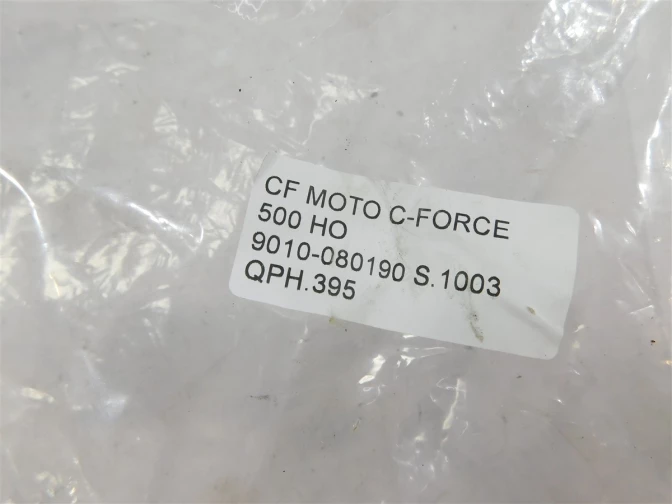 CF MOTO C-FORCE
500 HO
9010-080190 S.1003
QPH.395